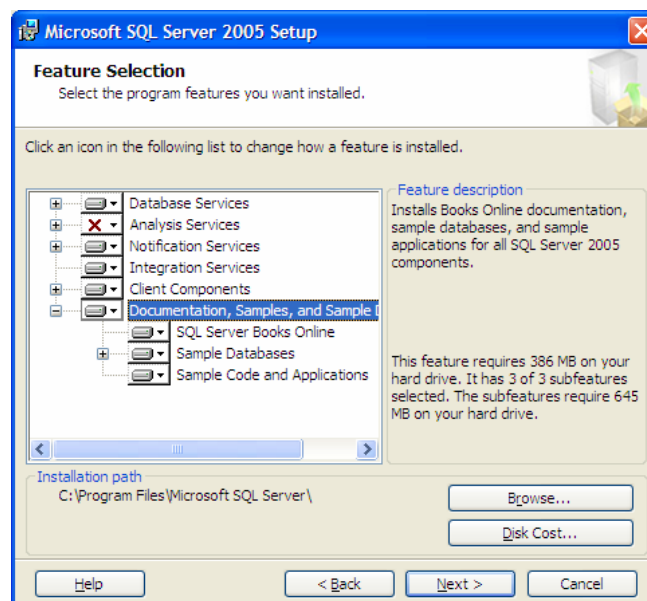 Microsoft SQL Server 2005 Setup
Feature Selection
Select the program features you want installed.
Click an icon in the following list to change how a feature is installed.
Database Services
Analysis Services
Notification Services
Integration Services
Client Components
Documentation, Samples, and Sample
SQL Server Books Online
Sample Databases
Sample Code and Applications
Feature description
Installs Books Online documentation,
sample databases, and sample
applications for all SQL Server 2005
components.
This feature requires 386 MB on your
hard drive. It has 3 of 3 subfeatures
selected. The subfeatures require 645
MB on your hard drive.
Installation path
C:\Program Files\Microsoft SQL Server\
Browse...
Disk Cost...
Help
< Back
Next >
Cancel